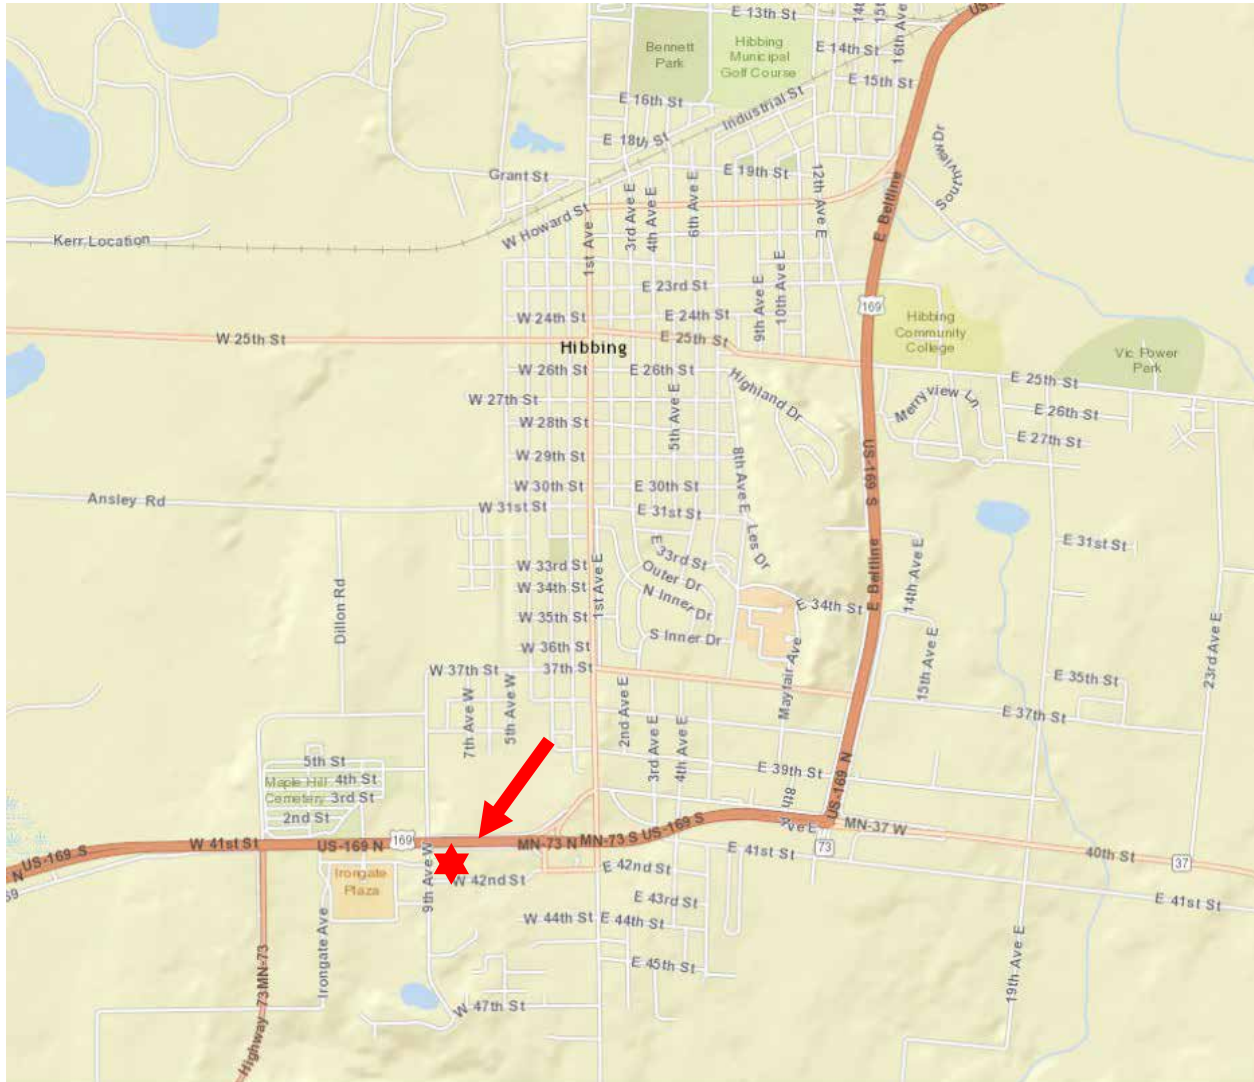 E 13th St
14t
15t
16th Ave E
US-
Bennett
Park
Hibbing
Municipal
Golf Course
E 14th St
E 15th St
E 16th St
Industrial St
E 18th St
Southview Dr
Grant St
E 19th St
12th Ave E
3rd Ave E
4th Ave E
6th Ave E
E Beltline
W Howard St
1st Ave
Kerr Location
9th Ave E
10th Ave E
E 23rd St
169
W 24th St
E 24th St
Hibbing
Community
College
W 25th St
E 25th St
Hibbing
Vic Power
Park
W 26th St
E 26th St
Highland Dr
E 25th St
W 27th St
5th Ave E
Merryview Ln
E 26th St
W 28th St
E 27th St
W 29th St
8th Ave E
US-169 S
W 30th St
E 30th St
Ansley Rd
W 31st St
E 31st St
Les Dr
E 31st St
E 33rd St
E Beltline
14th Ave E
W 33rd St
Outer Dr
Dillon Rd
W 34th St
1st Ave E
N Inner Dr
E 34th St
W 35th St
S Inner Dr
15th Ave E
23rd Ave E
W 36th St
Mayfair Ave
W 37th St
37th St
E 35th St
7th Ave W
5th Ave W
2nd Ave E
3rd Ave E
4th Ave E
E 37th St
5th St
Maple Hill
Cemetery
4th St
3rd St
2nd St
E 39th St
8th
Ave E
US-169 N
MN-37 W
W 41st St
US-169 N
169
MN-73 N
MN-73 S
US-169 S
73
40th St
37
US-169 S
N
69
E 41st St
Irongate
Plaza
9th Ave W
W 42nd St
E 42nd St
E 41st St
E 43rd St
Irongate Ave
W 44th St
E 44th St
19th Ave E
E 45th St
MN-73
Highway 73
W 47th St